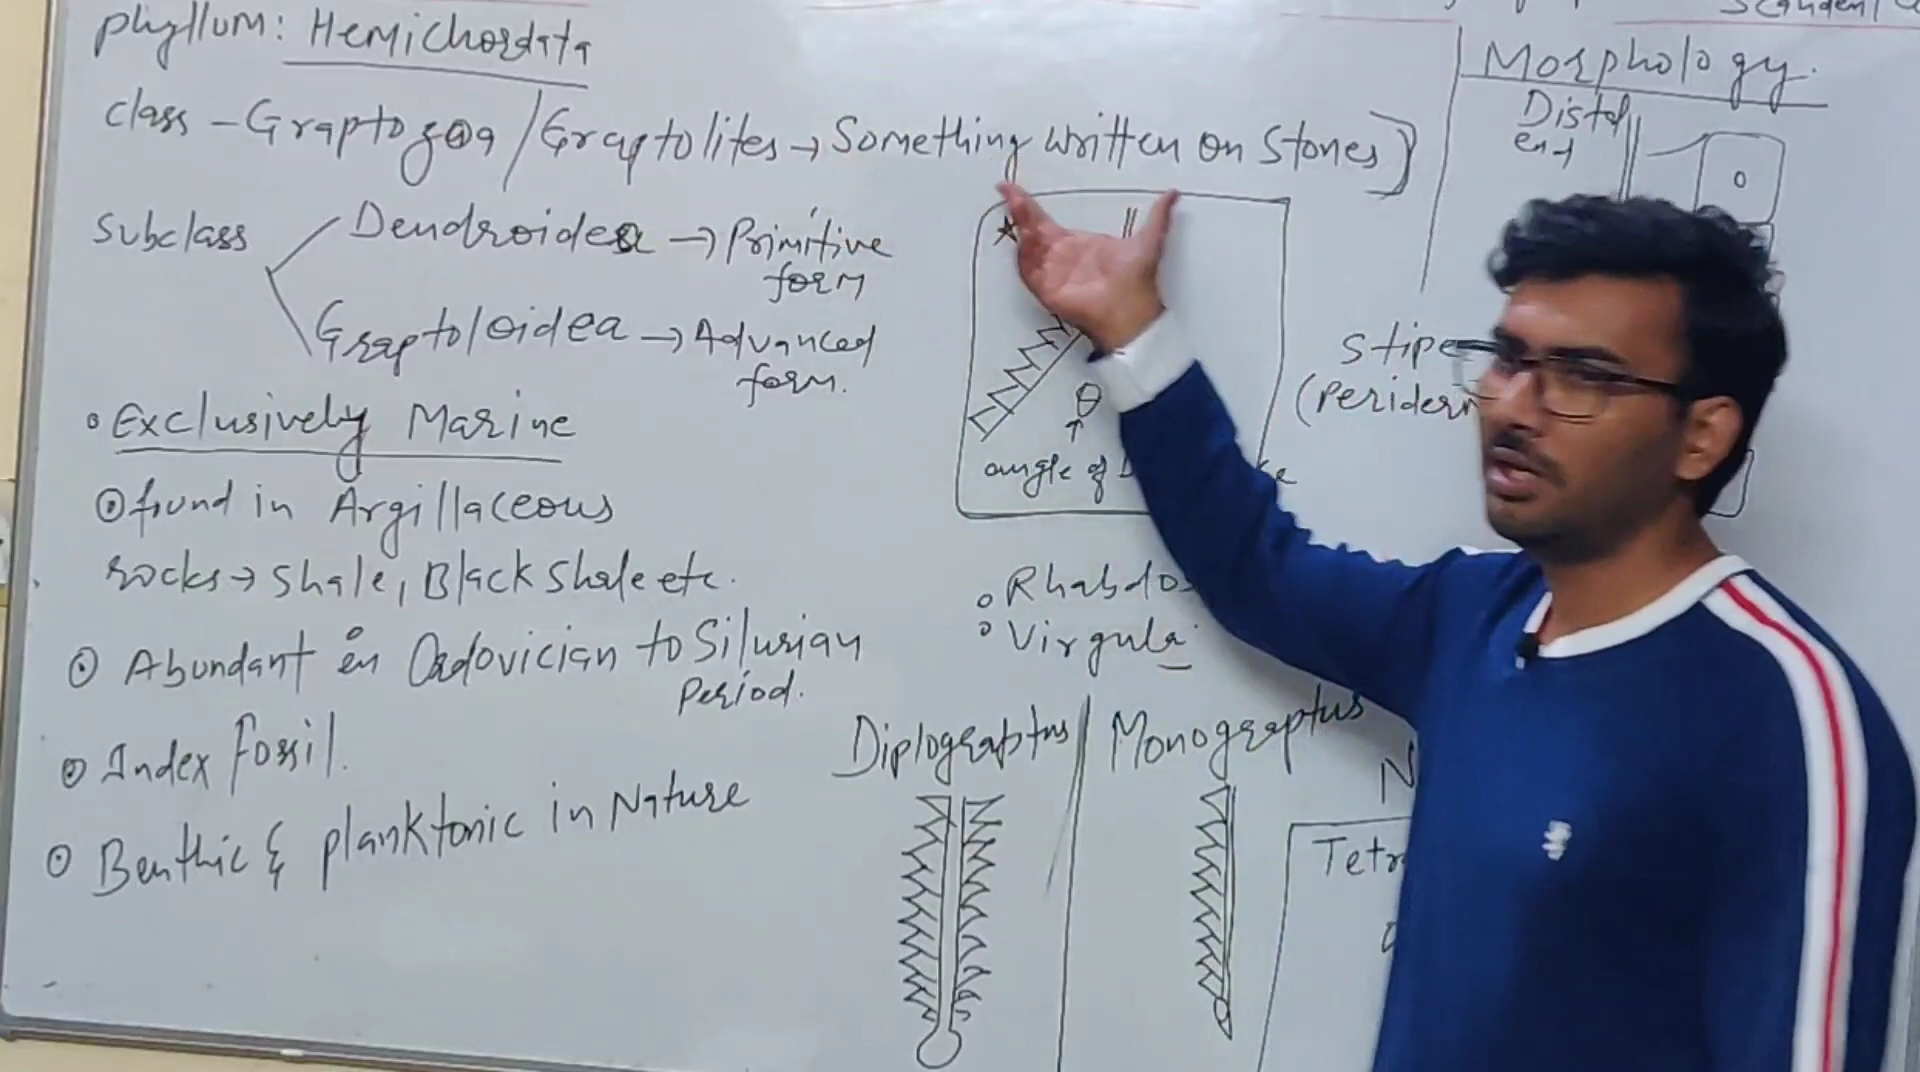 phyllum: Hemichordata
class - Graptozoa / Graptolites → Something written on Stones]
Subclass
Dendroidea → Primitive
form
Graptoloidea → Advanced
form.
Exclusively Marine
found in Argillaceous
rocks → Shale, Black Shale etc.
Abundant in Ordovician to Silurian
Period.
Index Fossil.
Benthic & planktonic in Nature
θ
angle of
Rhabdos
Virgula
Diplograptus
Monograptus
N
Tetr
Morphology.
Distal
end
Stipe
(Periderm